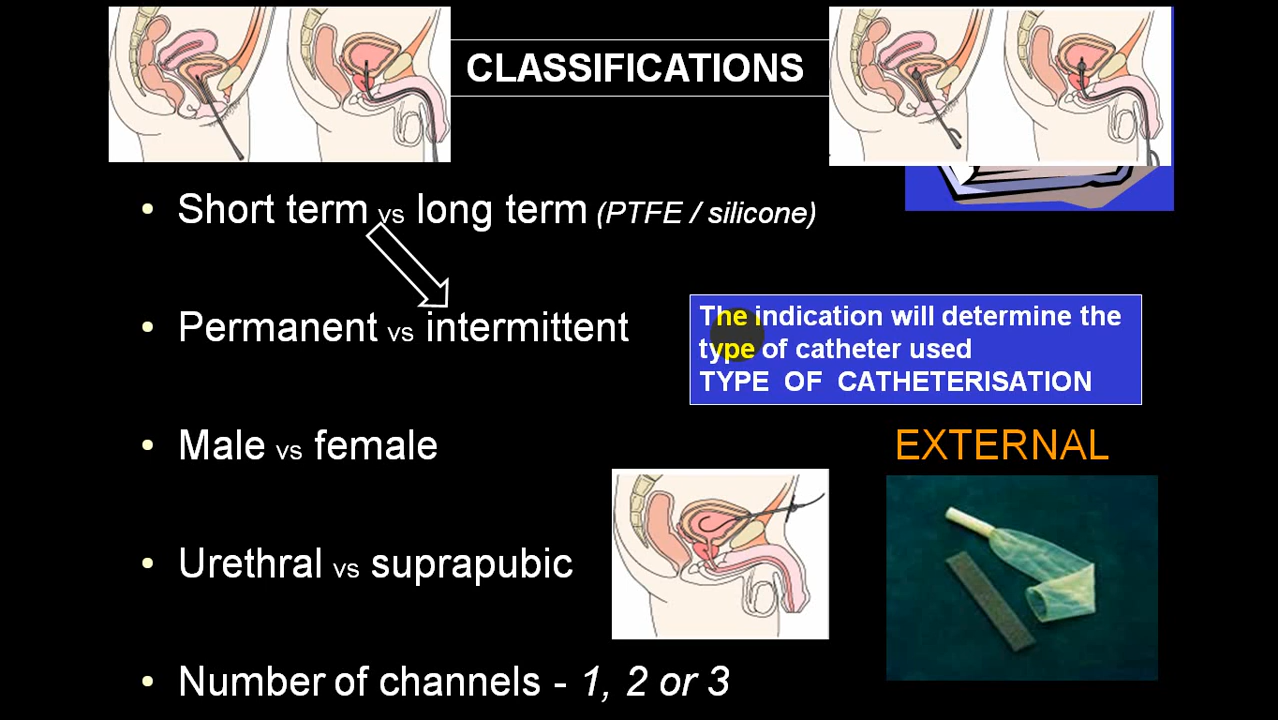 CLASSIFICATIONS
• Short term vs long term (PTFE / silicone)
• Permanent vs intermittent
The indication will determine the
type of catheter used
TYPE OF CATHETERISATION
• Male vs female
EXTERNAL
• Urethral vs suprapubic
• Number of channels - 1, 2 or 3